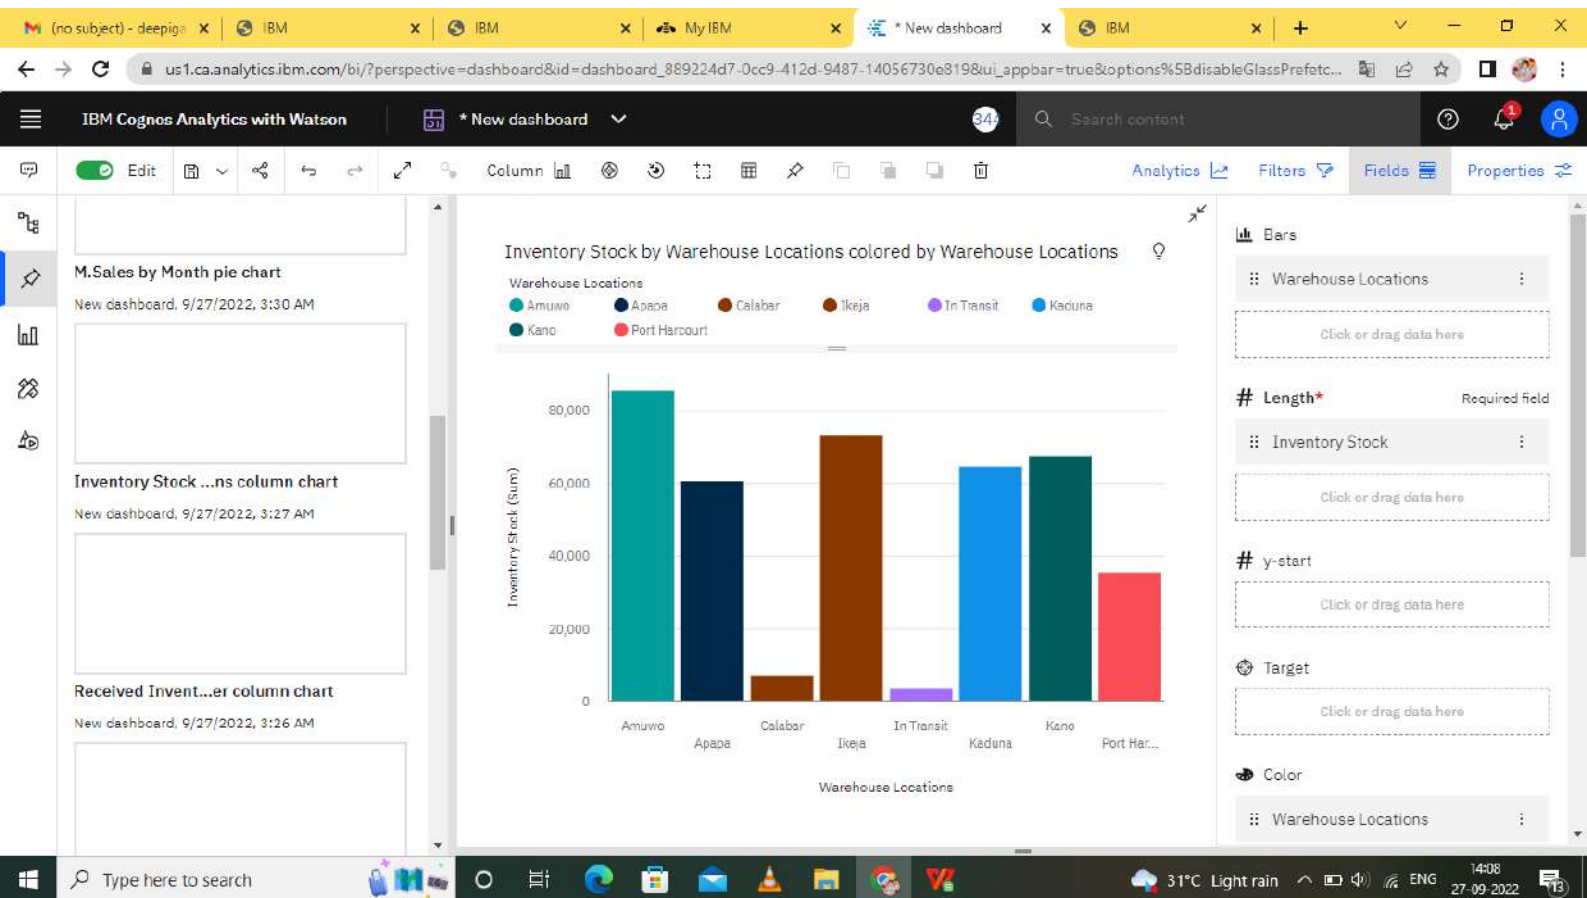 (no subject) - deepiga
IBM
IBM
My IBM
* New dashboard
IBM
us1.ca.analytics.ibm.com/bi/?perspective=dashboard&id=dashboard_889224d7-0cc9-412d-9487-14056730e819&ui_appbar=true&options%5BdisableGlassPrefetc...
IBM Cognos Analytics with Watson
* New dashboard
344
Search content
1
Edit
Column
Analytics
Filters
Fields
Properties
M.Sales by Month pie chart
New dashboard, 9/27/2022, 3:30 AM
Inventory Stock ...ns column chart
New dashboard, 9/27/2022, 3:27 AM
Received Invent...er column chart
New dashboard, 9/27/2022, 3:26 AM
Inventory Stock by Warehouse Locations colored by Warehouse Locations
Warehouse Locations
Amuwo
Apapa
Calabar
Ikeja
In Transit
Kaduna
Kano
Port Harcourt
80,000
60,000
40,000
20,000
0
Inventory Stock (Sum)
Amuwo
Apapa
Calabar
Ikeja
In Transit
Kaduna
Kano
Port Har...
Warehouse Locations
Bars
Warehouse Locations
Click or drag data here
# Length*
Required field
Inventory Stock
Click or drag data here
# y-start
Click or drag data here
Target
Click or drag data here
Color
Warehouse Locations
Type here to search
31°C Light rain
ENG
14:08
27-09-2022
13